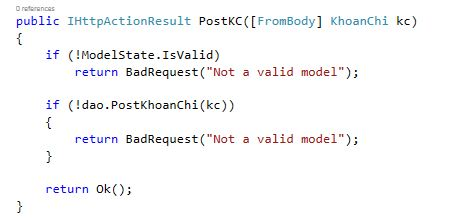 0 references
public IHttpActionResult PostKC([FromBody] KhoanChi kc)
{
    if (!ModelState.IsValid)
        return BadRequest("Not a valid model");
    if (!dao.PostKhoanChi(kc))
    {
        return BadRequest("Not a valid model");
    }
    return Ok();
}